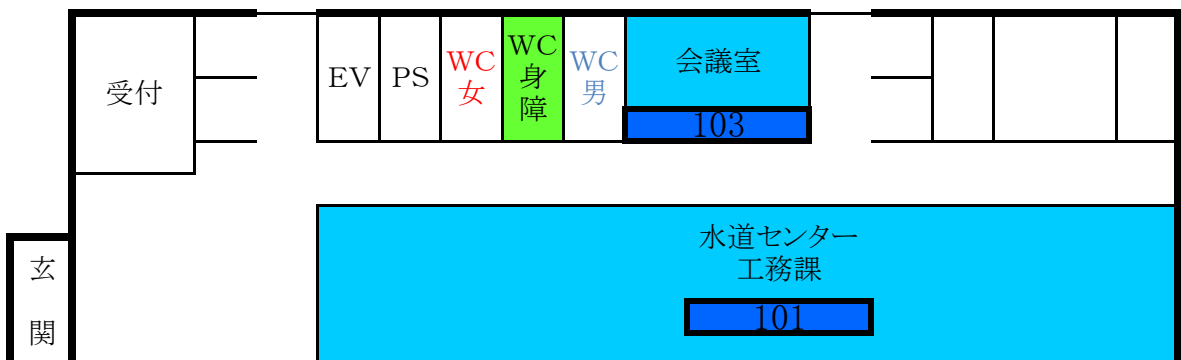 受付
EV
PS
WC
女
WC
身
障
WC
男
会議室
103
水道センター
工務課
101
玄
関